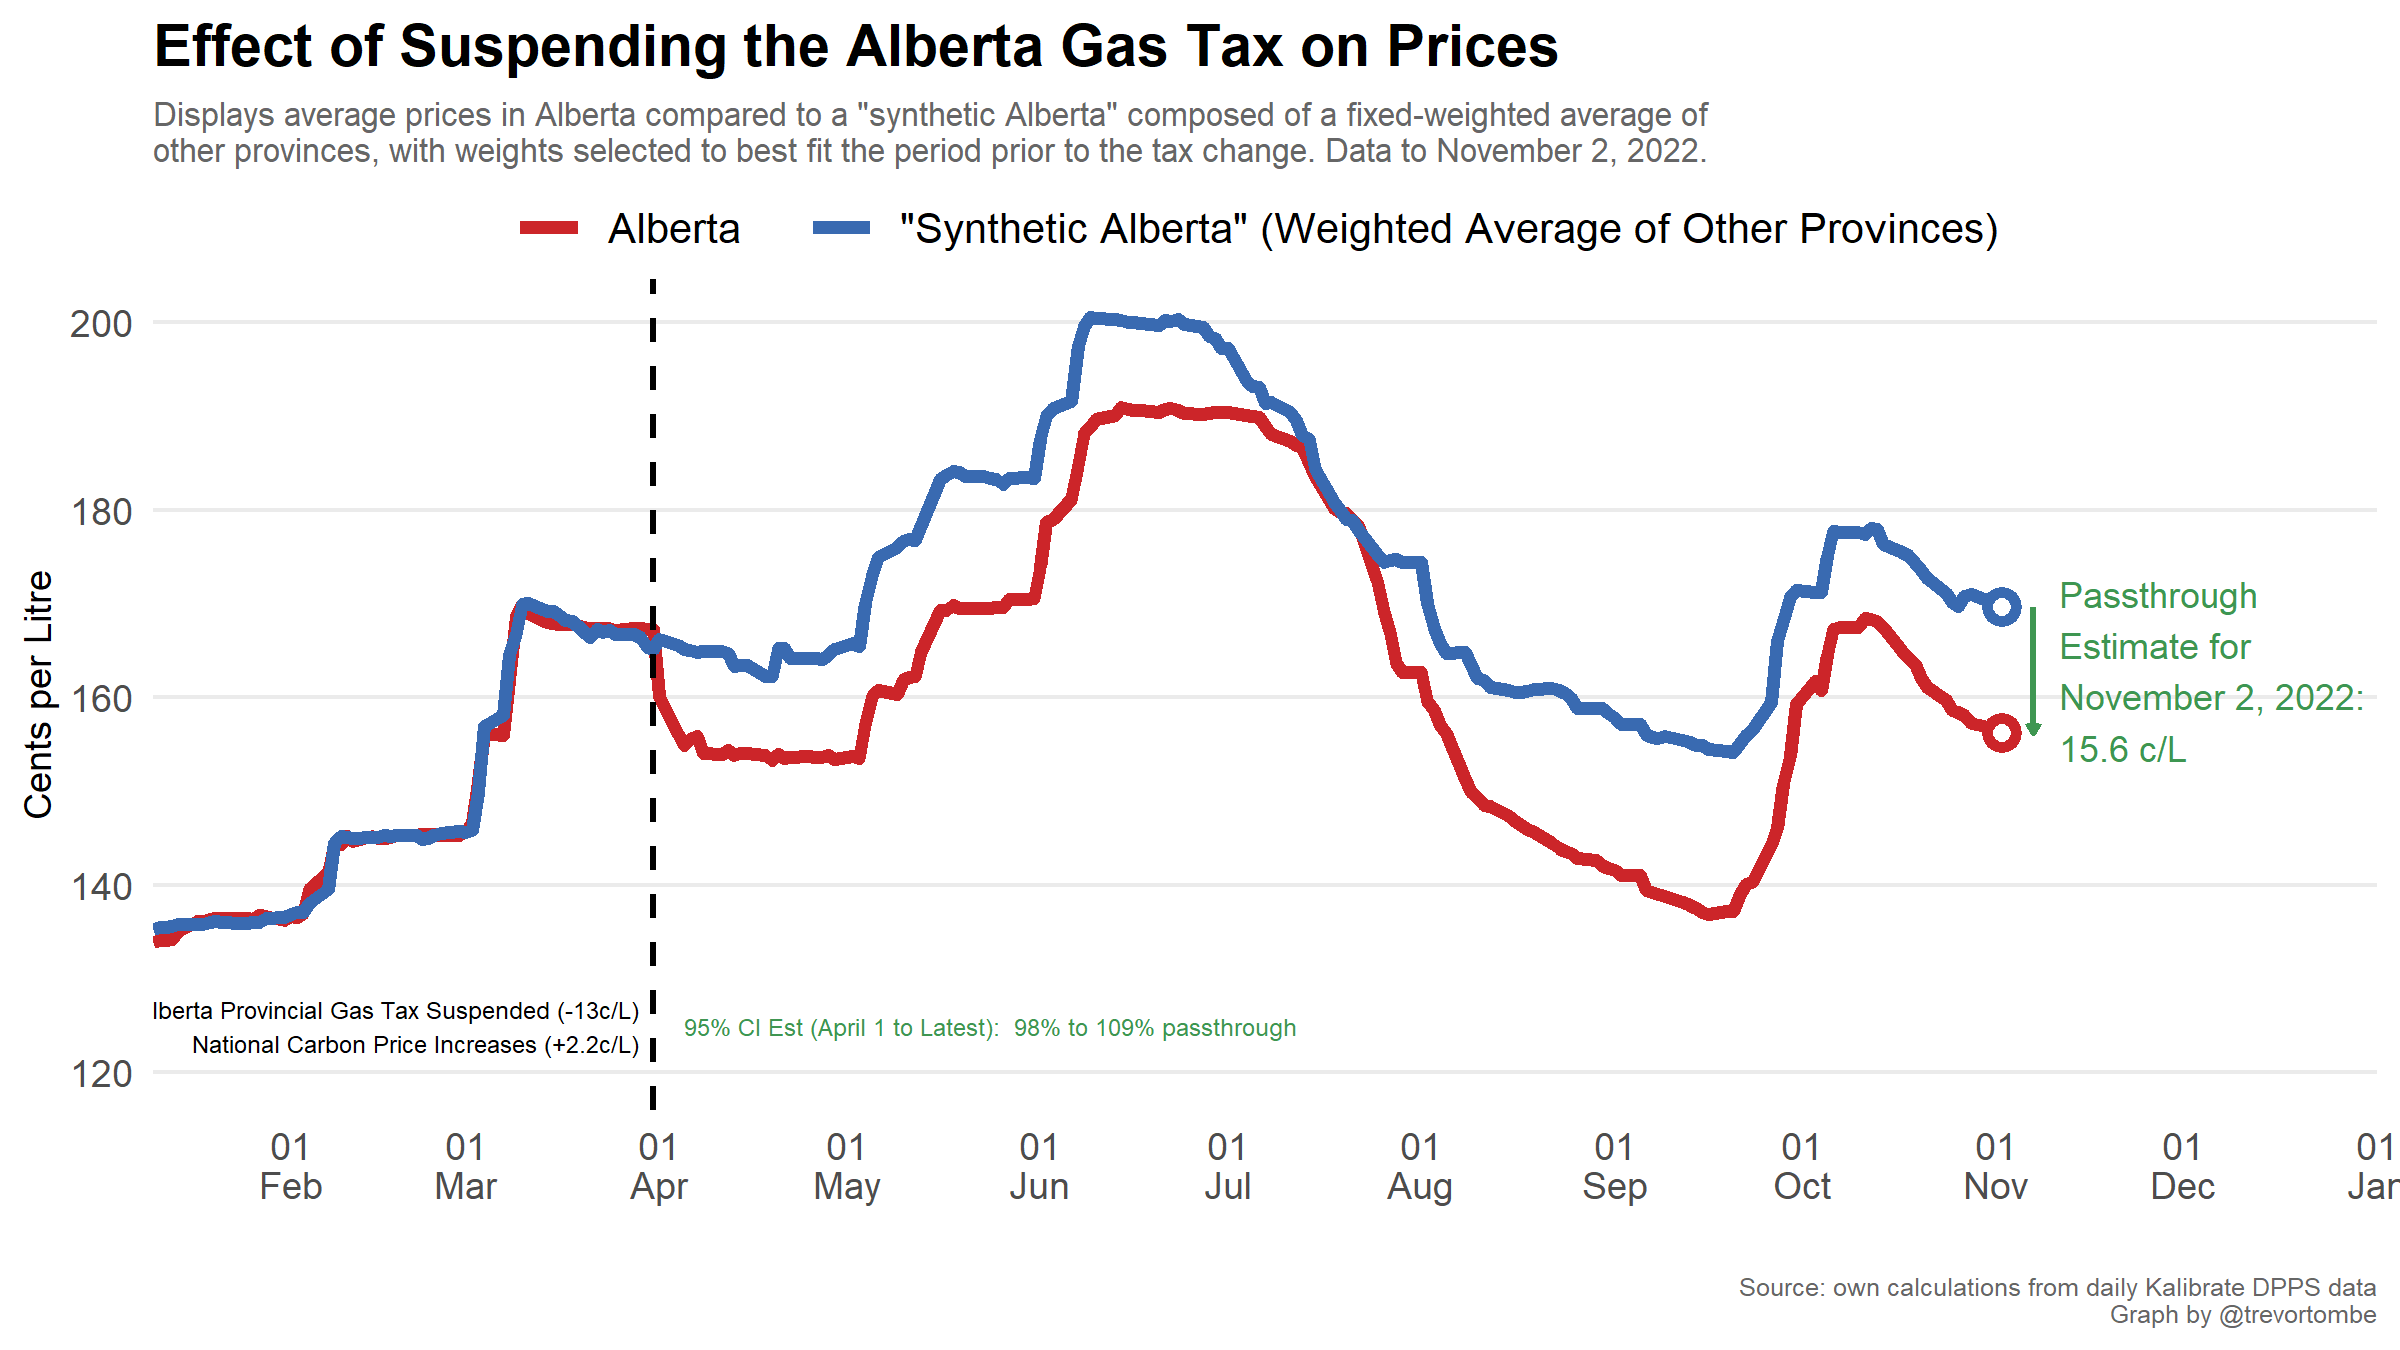 Effect of Suspending the Alberta Gas Tax on Prices
Displays average prices in Alberta compared to a "synthetic Alberta" composed of a fixed-weighted average of
other provinces, with weights selected to best fit the period prior to the tax change. Data to November 2, 2022.
Alberta
"Synthetic Alberta" (Weighted Average of Other Provinces)
Cents per Litre
200
180
160
140
120
Passthrough
Estimate for
November 2, 2022:
15.6 c/L
lberta Provincial Gas Tax Suspended (-13c/L)
National Carbon Price Increases (+2.2c/L)
95% CI Est (April 1 to Latest):  98% to 109% passthrough
01 01 01 01 01 01 01 01 01 01 01 01
Feb Mar Apr May Jun Jul Aug Sep Oct Nov Dec Jan
Source: own calculations from daily Kalibrate DPPS data
Graph by @trevortombe